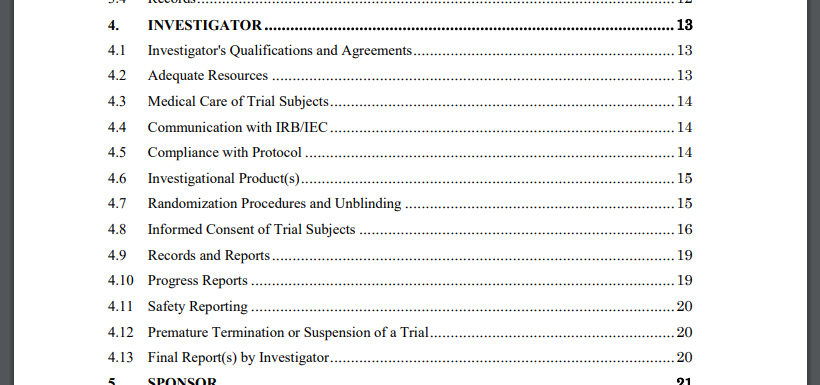 3.4 Records 12
4. INVESTIGATOR 13
4.1 Investigator's Qualifications and Agreements 13
4.2 Adequate Resources 13
4.3 Medical Care of Trial Subjects 14
4.4 Communication with IRB/IEC 14
4.5 Compliance with Protocol 14
4.6 Investigational Product(s) 15
4.7 Randomization Procedures and Unblinding 15
4.8 Informed Consent of Trial Subjects 16
4.9 Records and Reports 19
4.10 Progress Reports 19
4.11 Safety Reporting 20
4.12 Premature Termination or Suspension of a Trial 20
4.13 Final Report(s) by Investigator 20
5. SPONSOR 21